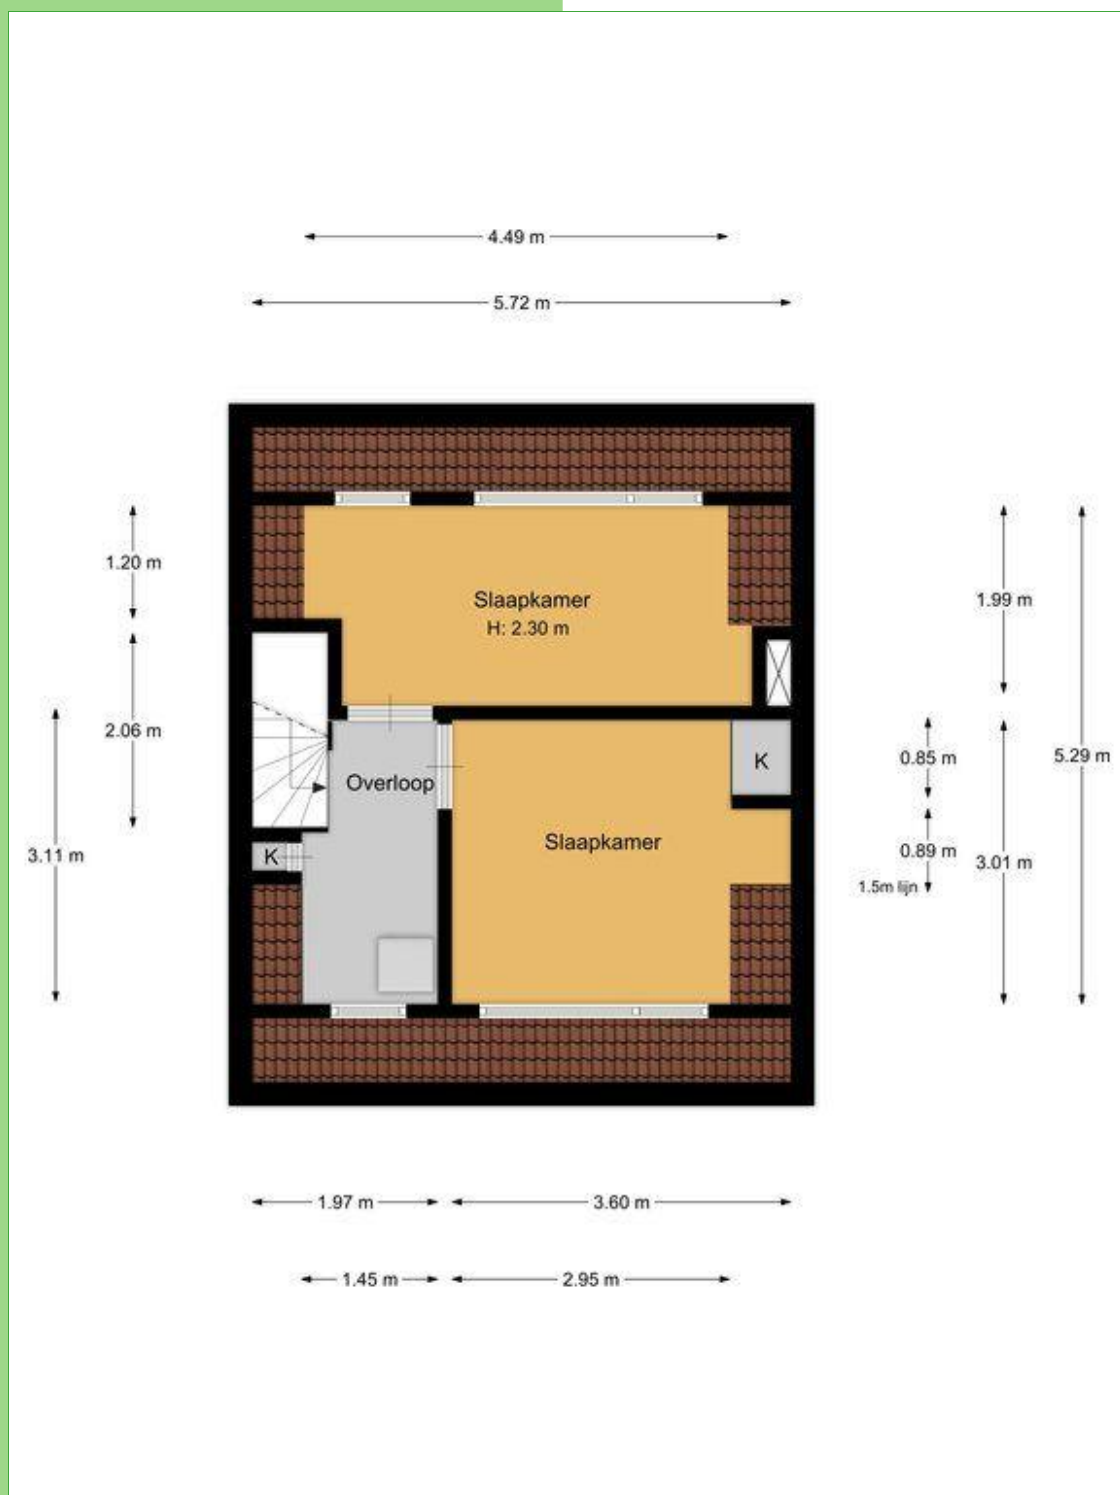 4.49 m
5.72 m
1.20 m
Slaapkamer
H: 2.30 m
1.99 m
2.06 m
5.29 m
0.85 m
K
Overloop
Slaapkamer
3.11 m
K
0.89 m
3.01 m
1.5m lijn
1.97 m
3.60 m
1.45 m
2.95 m